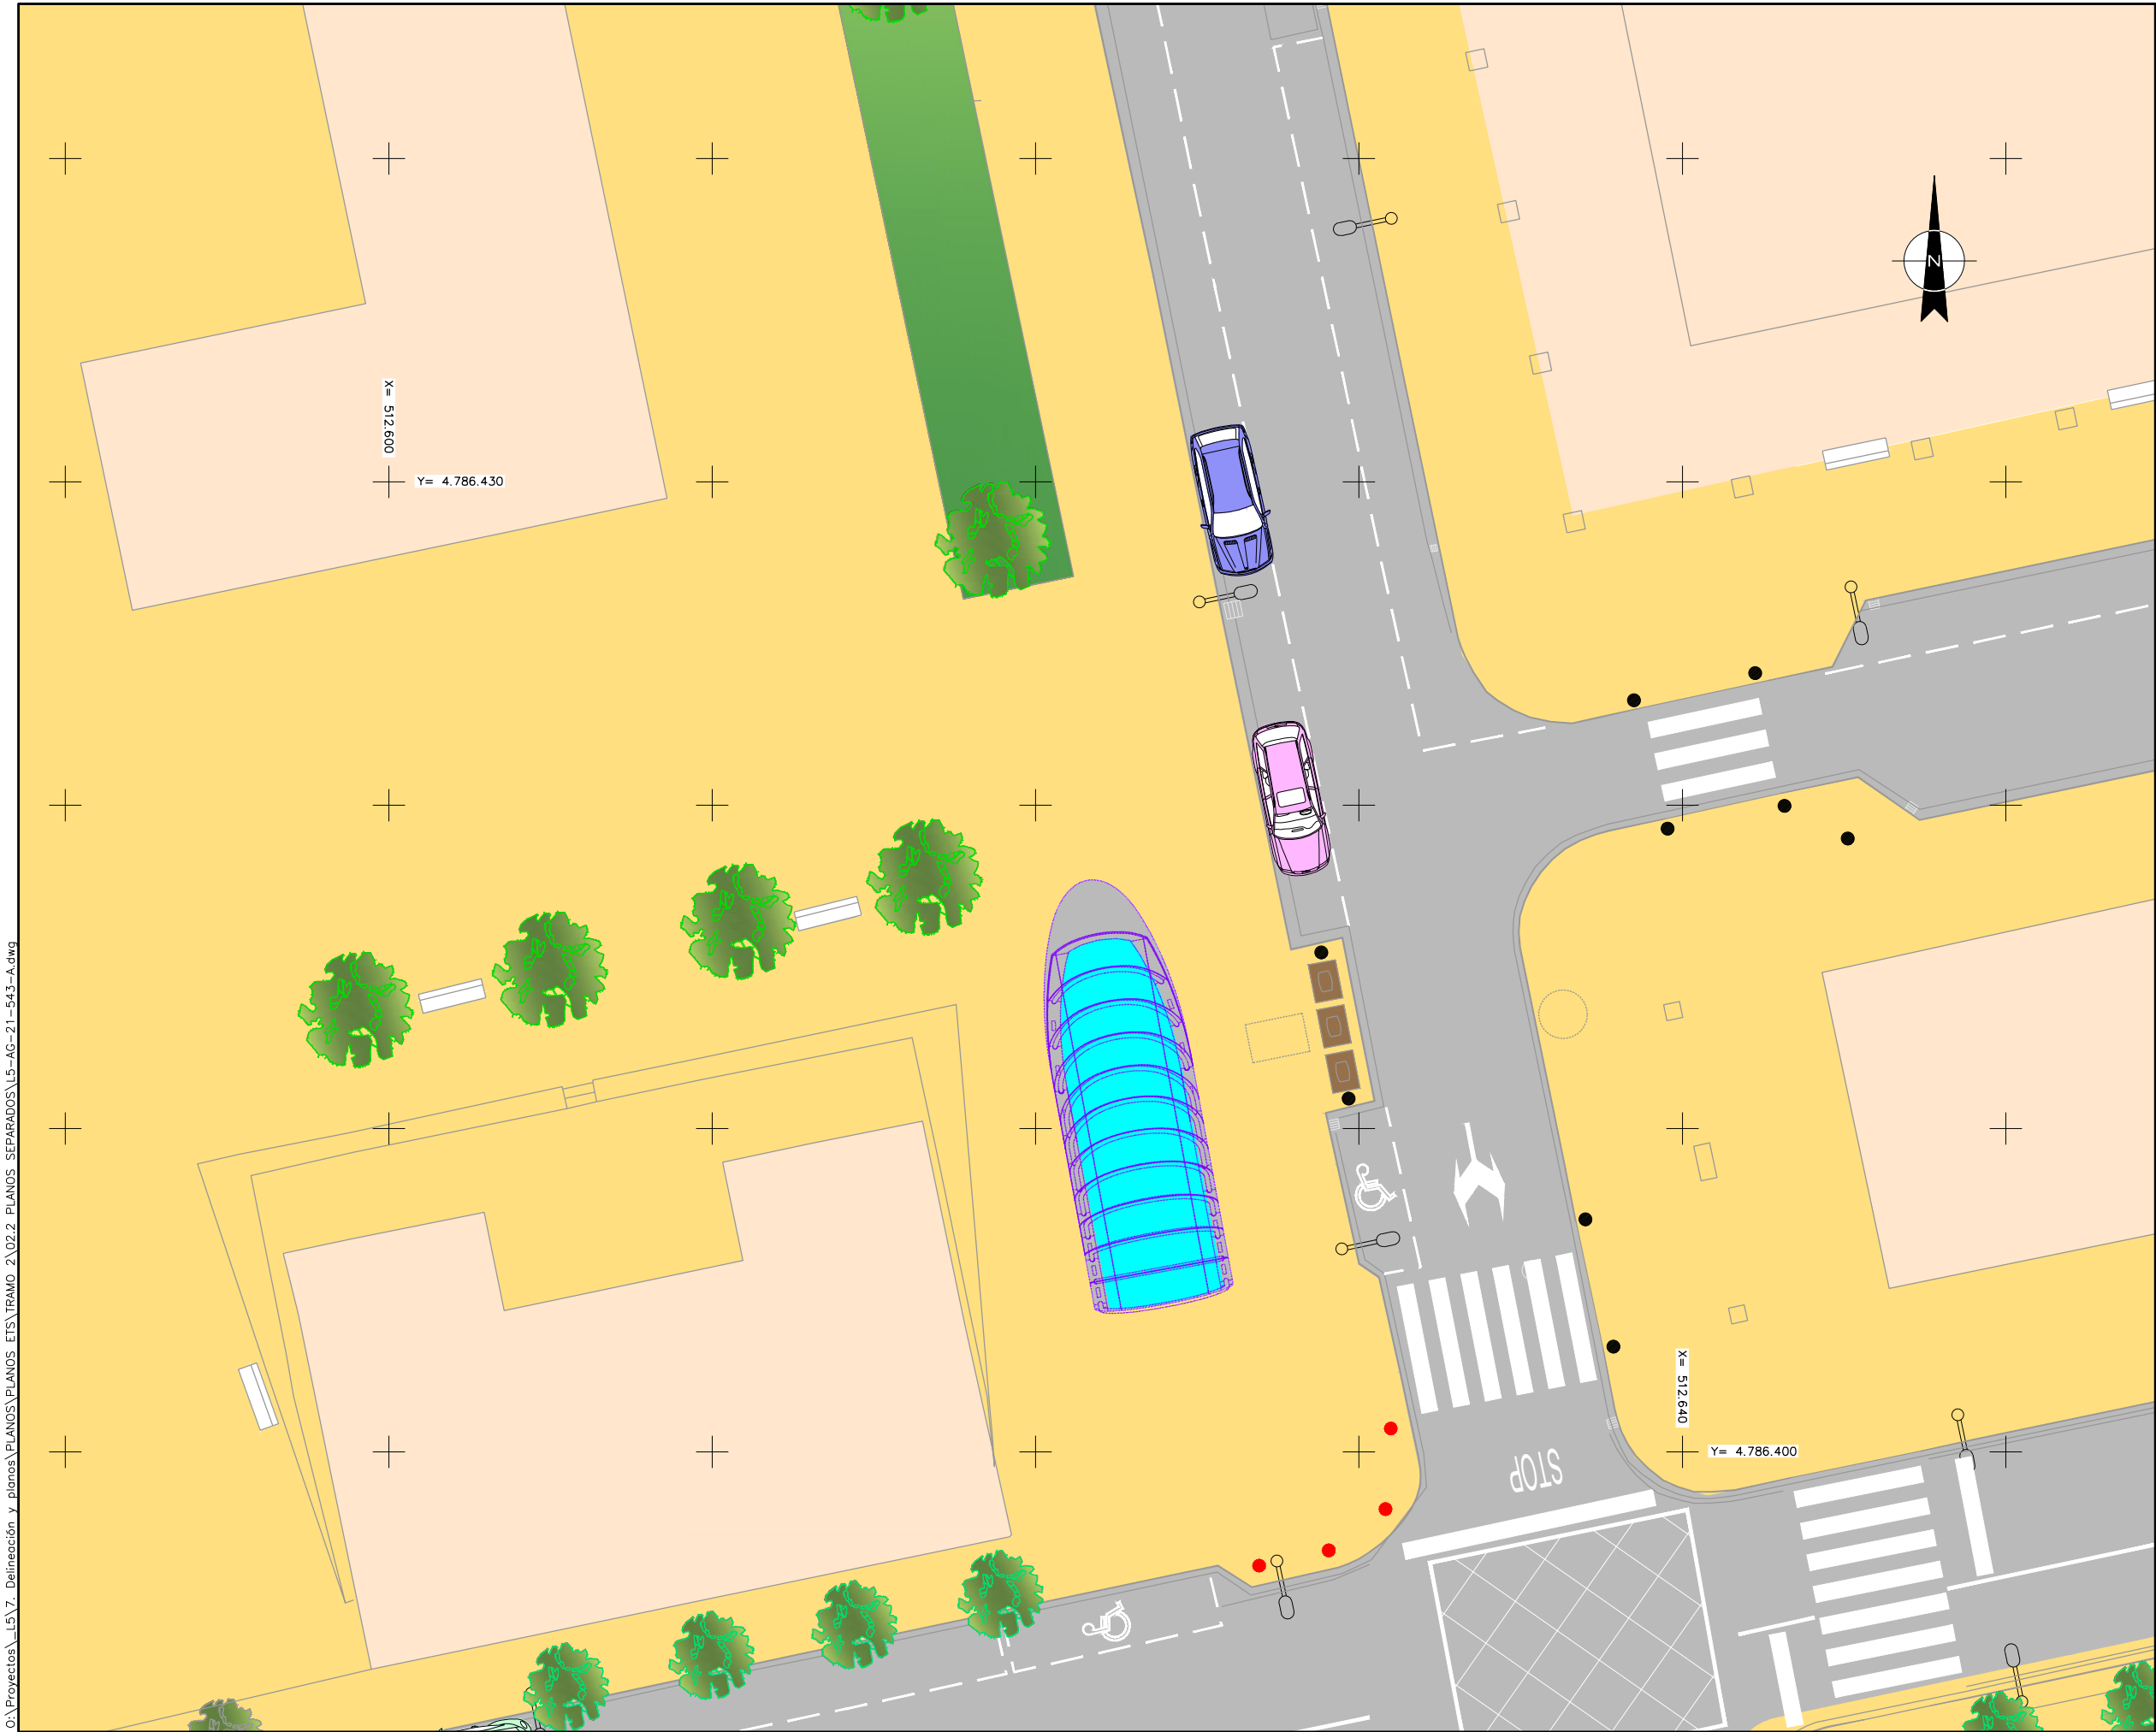 N
X= 512.600
Y= 4.786.430
X= 512.640
Y= 4.786.400
STOP
O:\Proyectos\_L5\7. Delineación y planos\PLANOS\PLANOS ETS\TRAMO 2\02.2 PLANOS SEPARADOS\L5-AG-21-543-A.dwg